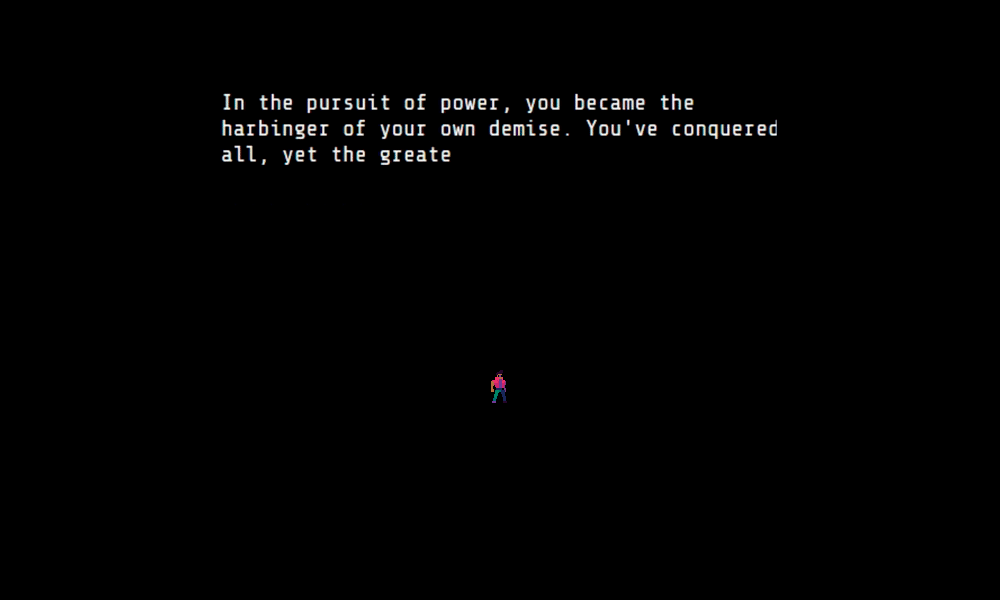 In the pursuit of power, you became the
harbinger of your own demise. You've conquered
all, yet the greate